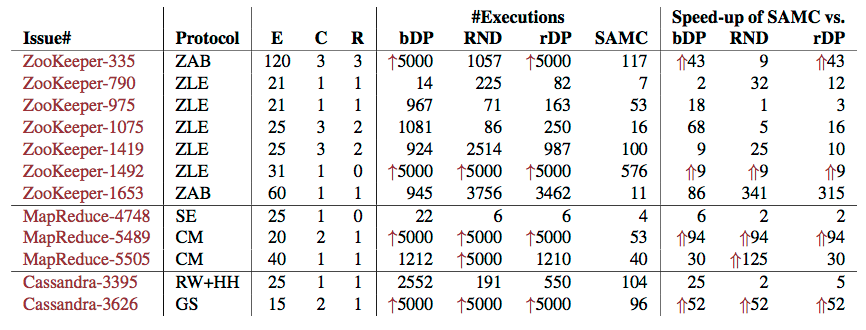 #Executions Speed-up of SAMC vs.
Issue# Protocol E C R bDP RND rDP SAMC bDP RND rDP
ZooKeeper-335 ZAB 120 3 3 ↑5000 1057 ↑5000 117 ⇑43 9 ⇑43
ZooKeeper-790 ZLE 21 1 1 14 225 82 7 2 32 12
ZooKeeper-975 ZLE 21 1 1 967 71 163 53 18 1 3
ZooKeeper-1075 ZLE 25 3 2 1081 86 250 16 68 5 16
ZooKeeper-1419 ZLE 25 3 2 924 2514 987 100 9 25 10
ZooKeeper-1492 ZLE 31 1 0 ↑5000 ↑5000 ↑5000 576 ⇑9 ⇑9 ⇑9
ZooKeeper-1653 ZAB 60 1 1 945 3756 3462 11 86 341 315
MapReduce-4748 SE 25 1 0 22 6 6 4 6 2 2
MapReduce-5489 CM 20 2 1 ↑5000 ↑5000 ↑5000 53 ⇑94 ⇑94 ⇑94
MapReduce-5505 CM 40 1 1 1212 ↑5000 1210 40 30 ⇑125 30
Cassandra-3395 RW+HH 25 1 1 2552 191 550 104 25 2 5
Cassandra-3626 GS 15 2 1 ↑5000 ↑5000 ↑5000 96 ⇑52 ⇑52 ⇑52